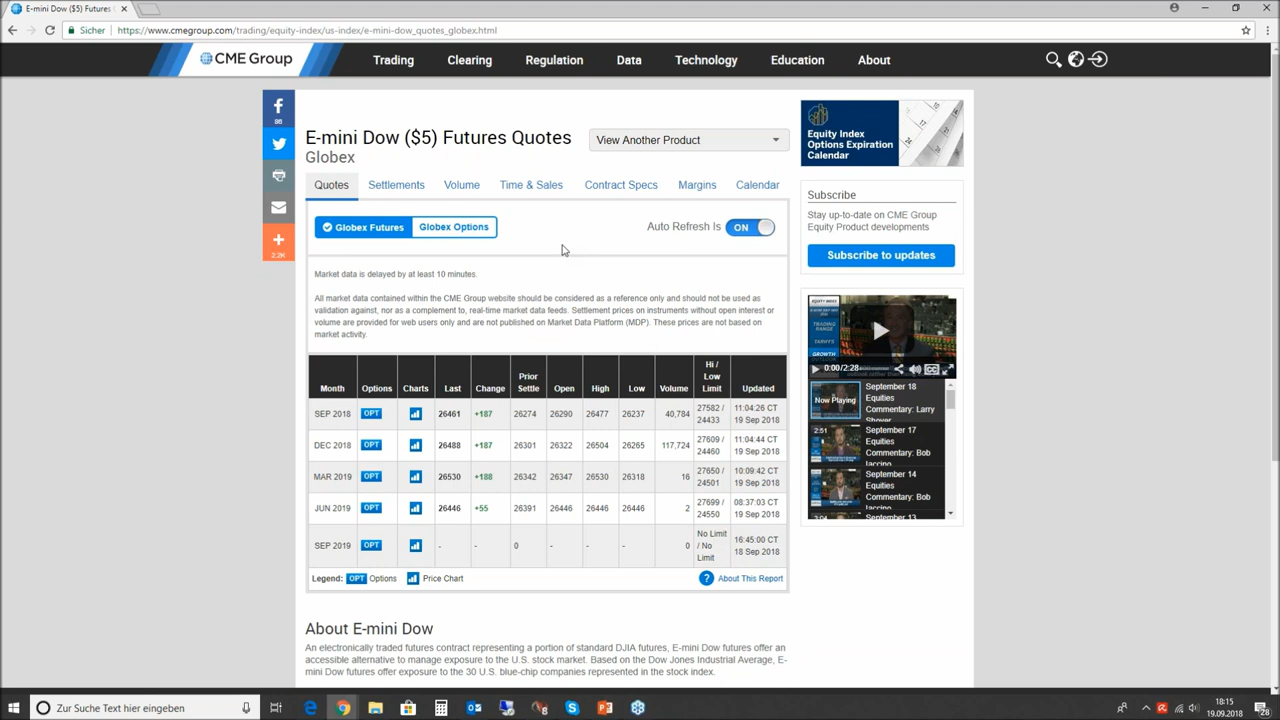 E-mini Dow ($5) Futures Q
Sicher
https://www.cmegroup.com/trading/equity-index/us-index/e-mini-dow_quotes_globex.html
CME Group
Trading Clearing Regulation Data Technology Education About
86
2.2K
E-mini Dow ($5) Futures Quotes
Globex
View Another Product
Quotes Settlements Volume Time & Sales Contract Specs Margins Calendar
Globex Futures Globex Options
Auto Refresh Is ON
Market data is delayed by at least 10 minutes.
All market data contained within the CME Group website should be considered as a reference only and should not be used as
validation against, nor as a complement to, real-time market data feeds. Settlement prices on instruments without open interest or
volume are provided for web users only and are not published on Market Data Platform (MDP). These prices are not based on
market activity.
Month Options Charts Last Change Prior Settle Open High Low Volume Hi / Low Limit Updated
SEP 2018 OPT 26461 +187 26274 26290 26477 26237 40,784 27582 / 24433 11:04:26 CT 19 Sep 2018
DEC 2018 OPT 26488 +187 26301 26322 26504 26265 117,724 27609 / 24460 11:04:44 CT 19 Sep 2018
MAR 2019 OPT 26530 +188 26342 26347 26530 26318 16 27650 / 24501 10:09:42 CT 19 Sep 2018
JUN 2019 OPT 26446 +55 26391 26446 26446 26446 2 27699 / 24550 08:37:03 CT 19 Sep 2018
SEP 2019 OPT - - 0 - - - 0 No Limit / No Limit 16:45:00 CT 18 Sep 2018
Legend: OPT Options Price Chart
? About This Report
About E-mini Dow
An electronically traded futures contract representing a portion of standard DJIA futures, E-mini Dow futures offer an
accessible alternative to manage exposure to the U.S. stock market. Based on the Dow Jones Industrial Average, E-
mini Dow futures offer exposure to the 30 U.S. blue-chip companies represented in the stock index.
Equity Index
Options Expiration
Calendar
Subscribe
Stay up-to-date on CME Group
Equity Product developments
Subscribe to updates
TRADING
RANGE
TARIFFS
GROWTH
0:00/2:28
CC
Now Playing
September 18
Equities
Commentary: Larry
Shover
2:51
September 17
Equities
Commentary: Bob
Iaccino
September 14
Equities
Commentary: Bob
Iaccino
3:04
September 13
Zur Suche Text hier eingeben
18:15
19.09.2018
28